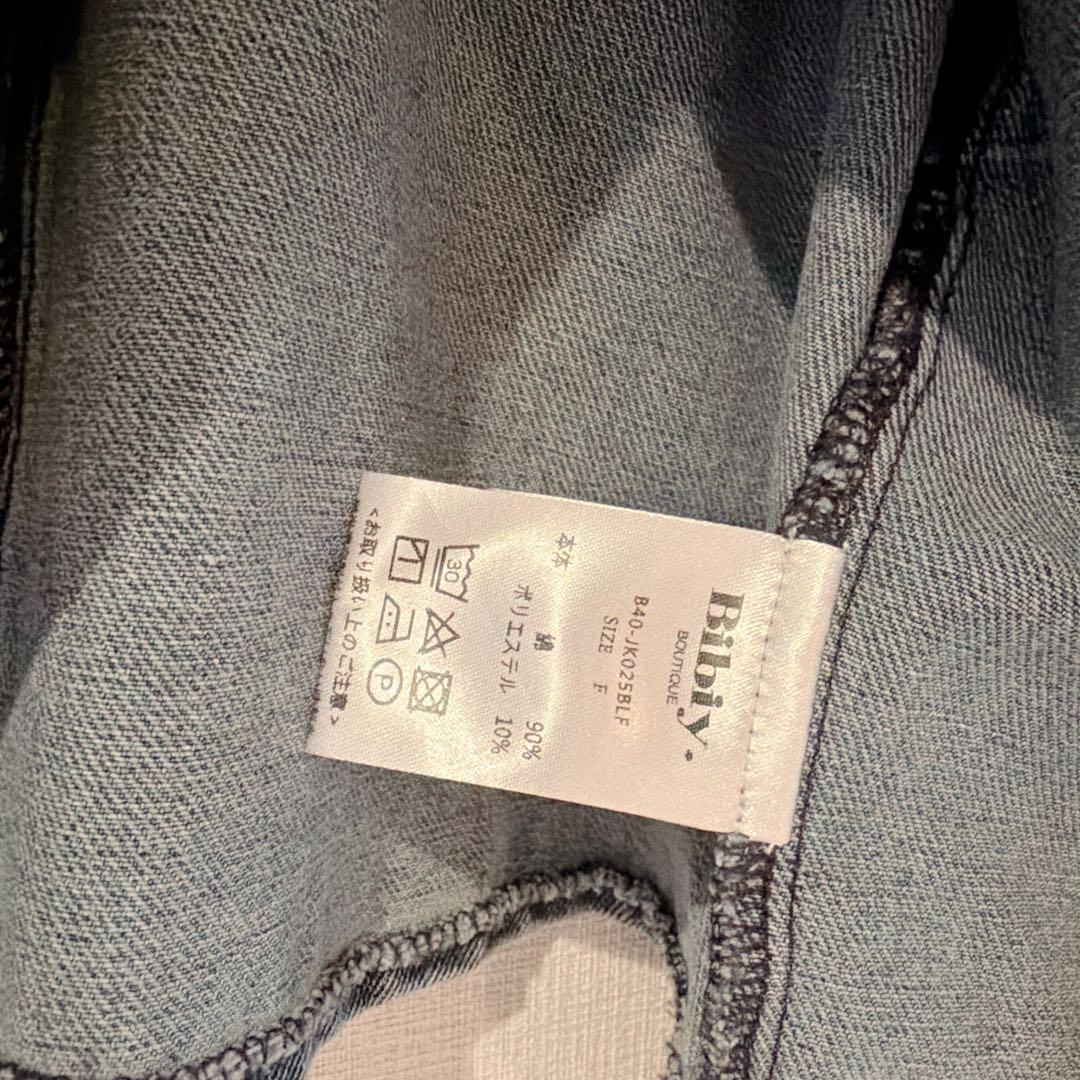 Bibiy.
BOUTIQUE
B40-JK025BLF
SIZE F
本体
綿 90%
ポリエステル 10%
30
P
<お取り扱い上のご注意>